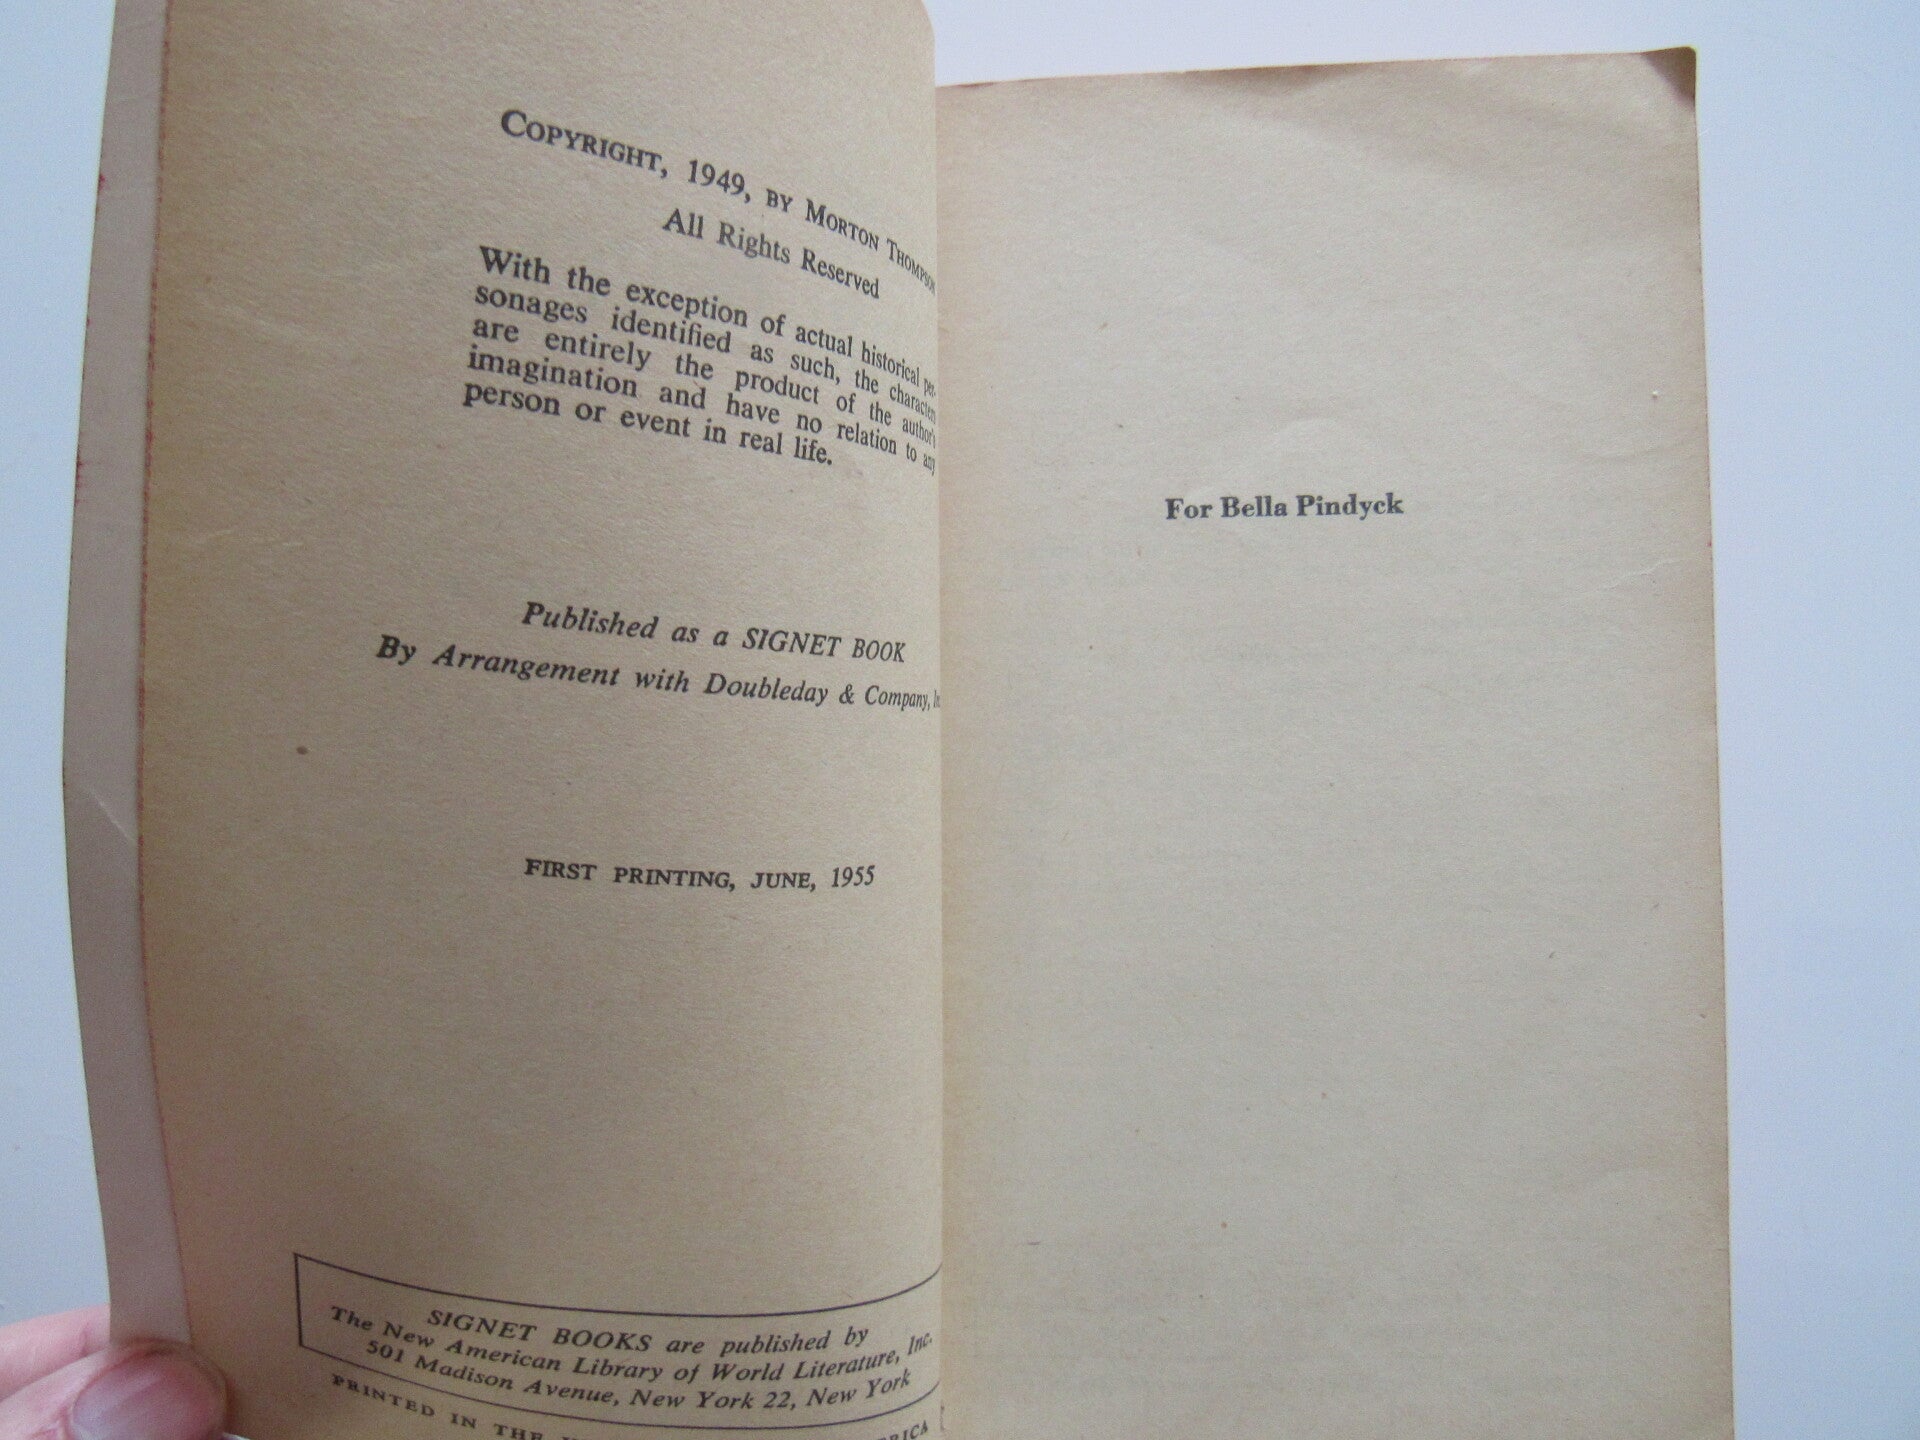 COPYRIGHT, 1949, BY MORTON THOMPSON
All Rights Reserved
With the exception of actual historical per-
sonages identified as such, the characters
are entirely the product of the author's
imagination and have no relation to any
person or event in real life.
Published as a SIGNET BOOK
By Arrangement with Doubleday & Company,
FIRST PRINTING, JUNE, 1955
SIGNET BOOKS are published by
The New American Library of World Literature, Inc.
501 Madison Avenue, New York 22, New York
PRINTED IN THE
For Bella Pindyck